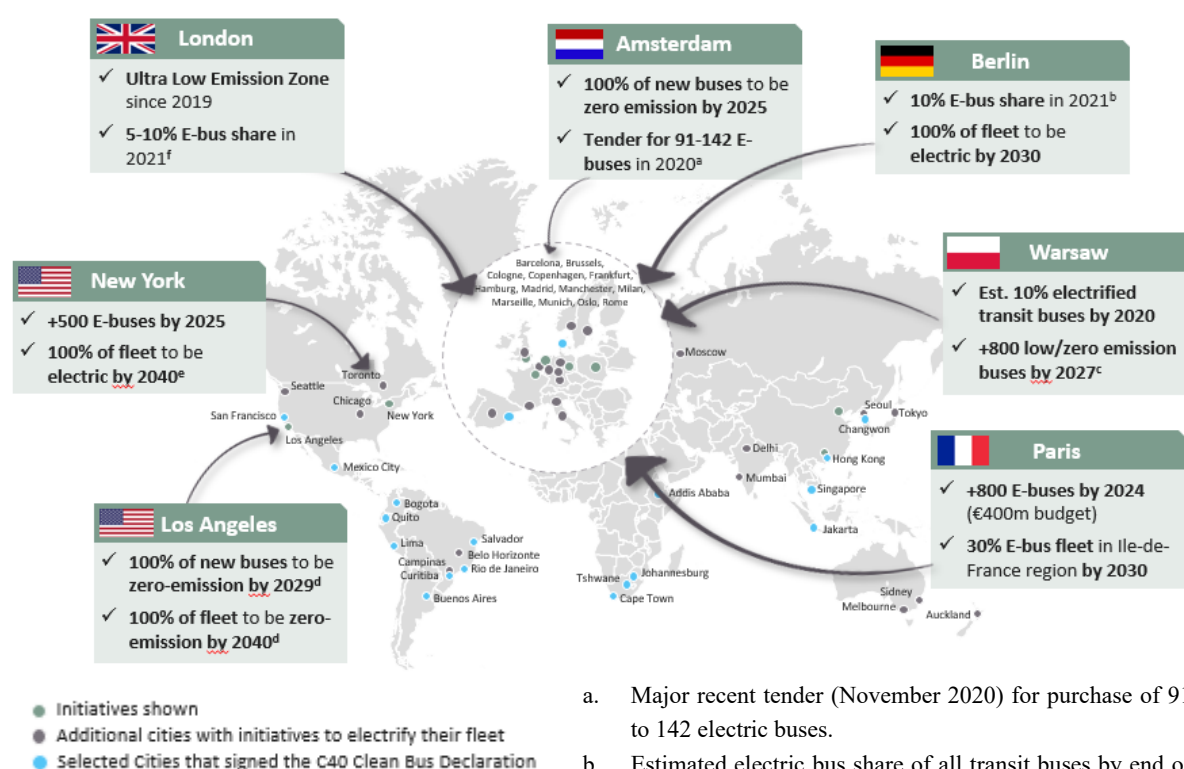 London
✓ Ultra Low Emission Zone
since 2019
✓ 5-10% E-bus share in
2021f
Amsterdam
✓ 100% of new buses to be
zero emission by 2025
✓ Tender for 91-142 E-
buses in 2020a
Berlin
✓ 10% E-bus share in 2021b
✓ 100% of fleet to be
electric by 2030
New York
✓ +500 E-buses by 2025
✓ 100% of fleet to be
electric by 2040e
Warsaw
✓ Est. 10% electrified
transit buses by 2020
✓ +800 low/zero emission
buses by 2027c
Barcelona, Brussels,
Cologne, Copenhagen, Frankfurt,
Hamburg, Madrid, Manchester, Milan,
Marseille, Munich, Oslo, Rome
Moscow
Toronto
Seattle
Chicago
San Francisco
New York
Los Angeles
Mexico City
Seoul
Tokyo
Changwon
Delhi
Hong Kong
Mumbai
Singapore
Addis Ababa
Jakarta
Paris
✓ +800 E-buses by 2024
(€400m budget)
✓ 30% E-bus fleet in Ile-de-
France region by 2030
Los Angeles
✓ 100% of new buses to be
zero-emission by 2029d
✓ 100% of fleet to be zero-
emission by 2040d
Bogota
Quito
Lima
Salvador
Belo Horizonte
Campinas
Rio de Janeiro
Curitiba
Buenos Aires
Tshwane
Johannesburg
Cape Town
Sidney
Melbourne
Auckland
Initiatives shown
Additional cities with initiatives to electrify their fleet
Selected Cities that signed the C40 Clean Bus Declaration
a. Major recent tender (November 2020) for purchase of 91
to 142 electric buses.
b. Estimated electric bus share of all transit buses by end o